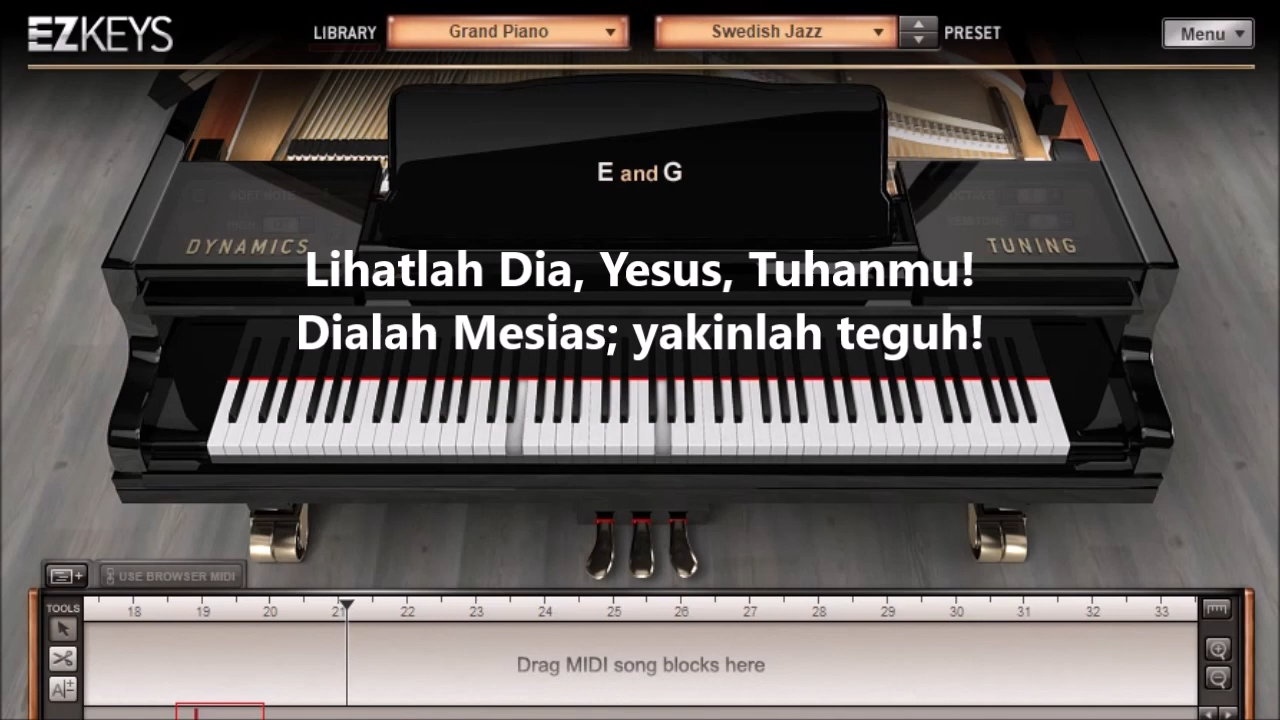 EZKEYS
LIBRARY
Grand Piano
Swedish Jazz
PRESET
Menu
E and G
DYNAMICS
TUNING
Lihatlah Dia, Yesus, Tuhanmu!
Dialah Mesias; yakinlah teguh!
USE BROWSER MIDI
TOOLS
18 19 20 21 22 23 24 25 26 27 28 29 30 31 32 33
Drag MIDI song blocks here